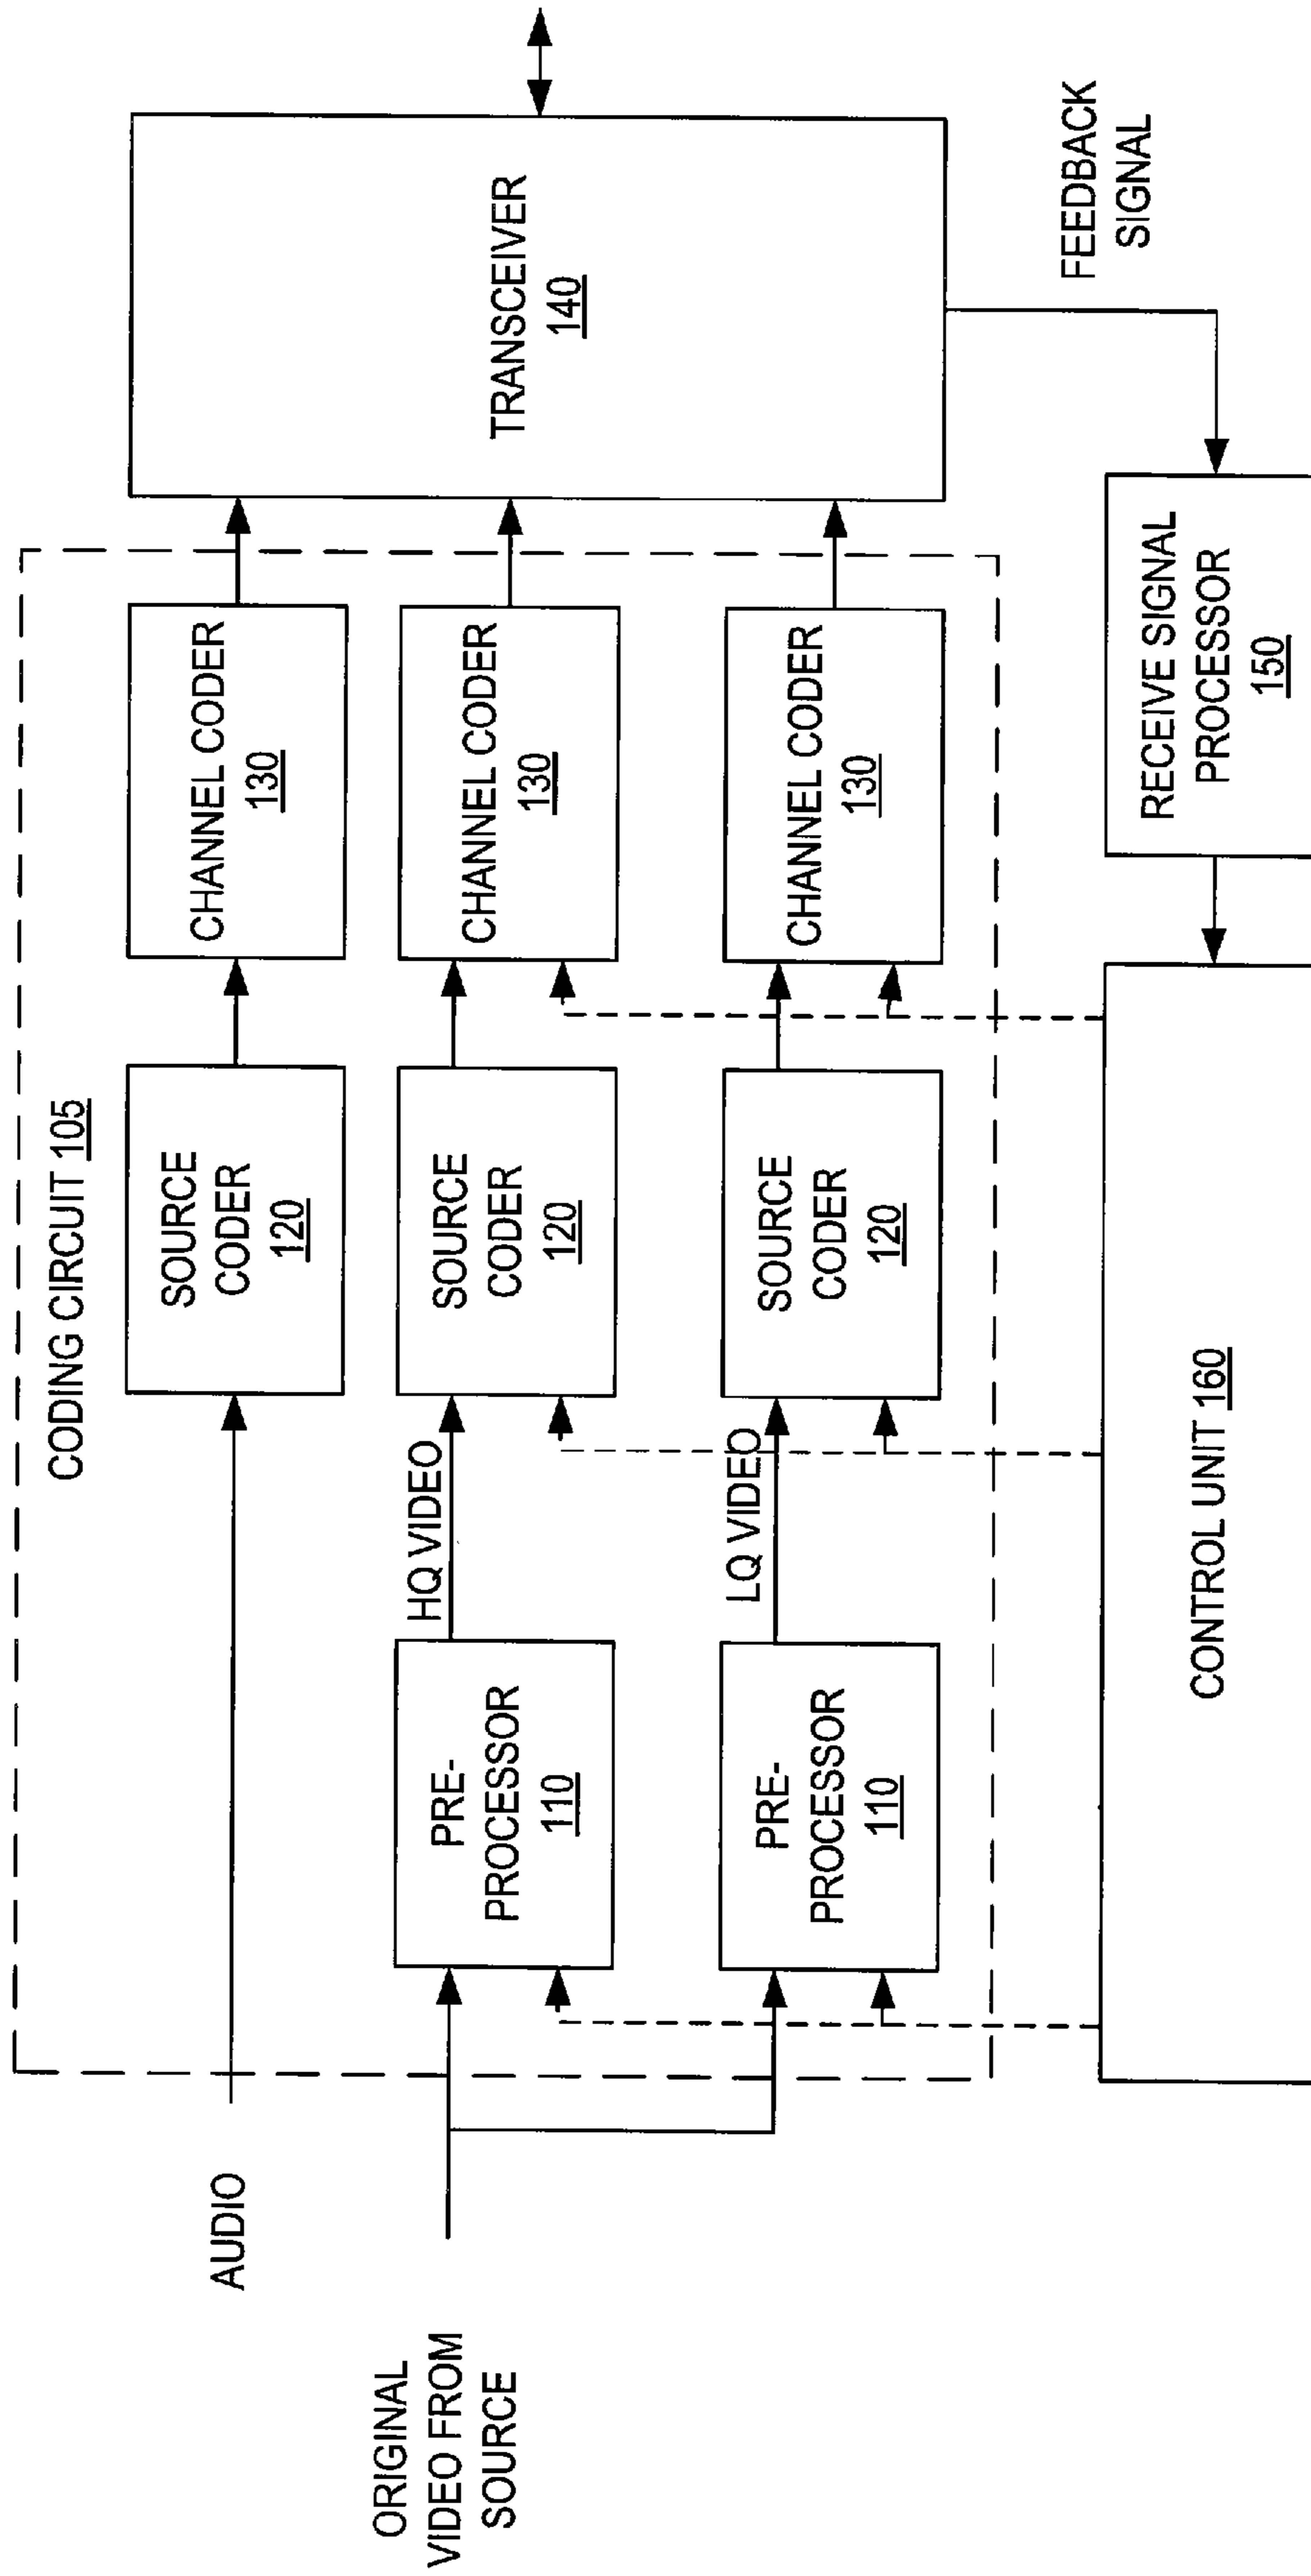 CODING CIRCUIT 105
AUDIO
SOURCE
CODER
120
CHANNEL CODER
130
ORIGINAL
VIDEO FROM
SOURCE
PRE-
PROCESSOR
110
HQ VIDEO
SOURCE
CODER
120
CHANNEL CODER
130
TRANSCEIVER
140
PRE-
PROCESSOR
110
LQ VIDEO
SOURCE
CODER
120
CHANNEL CODER
130
FEEDBACK
SIGNAL
CONTROL UNIT 160
RECEIVE SIGNAL
PROCESSOR
150